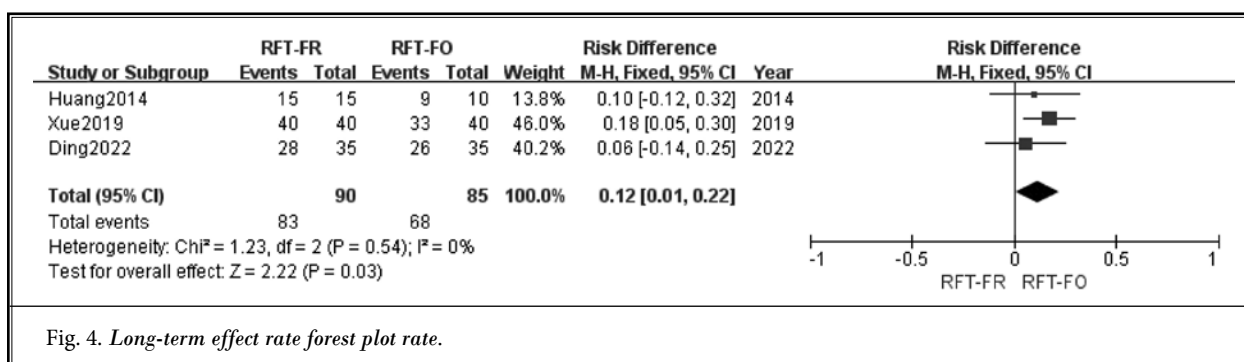 RFT-FR RFT-FO Risk Difference Risk Difference
Study or Subgroup Events Total Events Total Weight M-H, Fixed, 95% CI Year M-H, Fixed, 95% CI
Huang2014 15 15 9 10 13.8% 0.10 [-0.12, 0.32] 2014
Xue2019 40 40 33 40 46.0% 0.18 [0.05, 0.30] 2019
Ding2022 28 35 26 35 40.2% 0.06 [-0.14, 0.25] 2022
Total (95% CI) 90 85 100.0% 0.12 [0.01, 0.22]
Total events 83 68
Heterogeneity: Chi² = 1.23, df = 2 (P = 0.54); I² = 0%
Test for overall effect: Z = 2.22 (P = 0.03)
-1 -0.5 0 0.5 1
RFT-FR RFT-FO
Fig. 4. Long-term effect rate forest plot rate.